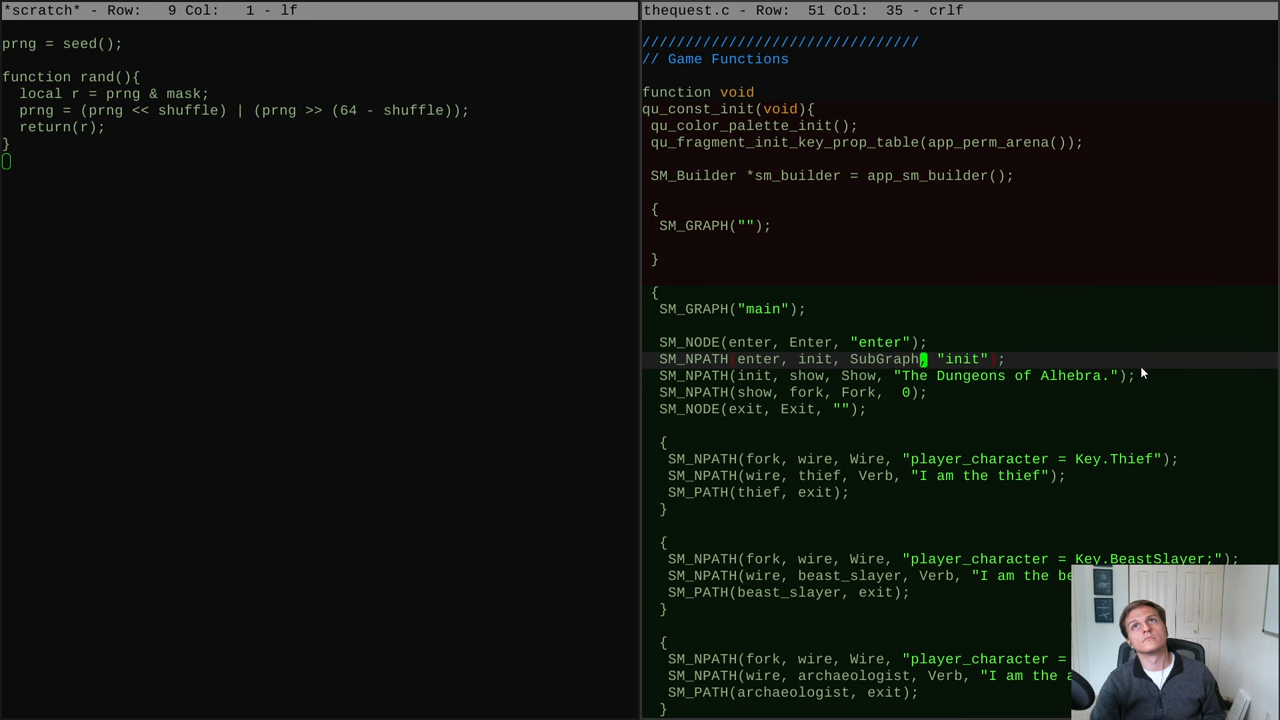 *scratch* - Row:   9 Col:   1 - lf
prng = seed();
function rand(){
local r = prng & mask;
prng = (prng << shuffle) | (prng >> (64 - shuffle));
return(r);
}
thequest.c - Row:  51 Col:  35 - crlf
////////////////////////////////
// Game Functions
function void
qu_const_init(void){
qu_color_palette_init();
qu_fragment_init_key_prop_table(app_perm_arena());
SM_Builder *sm_builder = app_sm_builder();
{
SM_GRAPH("");
}
{
SM_GRAPH("main");
SM_NODE(enter, Enter, "enter");
SM_NPATH(enter, init, SubGraph, "init");
SM_NPATH(init, show, Show, "The Dungeons of Alhebra.");
SM_NPATH(show, fork, Fork,  0);
SM_NODE(exit, Exit, "");
{
SM_NPATH(fork, wire, Wire, "player_character = Key.Thief");
SM_NPATH(wire, thief, Verb, "I am the thief");
SM_PATH(thief, exit);
}
{
SM_NPATH(fork, wire, Wire, "player_character = Key.BeastSlayer;");
SM_NPATH(wire, beast_slayer, Verb, "I am the be
SM_PATH(beast_slayer, exit);
}
{
SM_NPATH(fork, wire, Wire, "player_character =
SM_NPATH(wire, archaeologist, Verb, "I am the a
SM_PATH(archaeologist, exit);
}